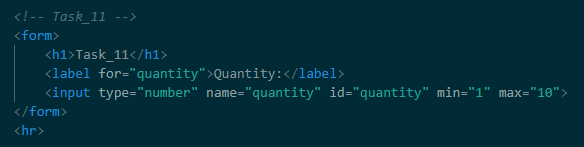 <!-- Task_11 -->
<form>
<h1>Task_11</h1>
<label for="quantity">Quantity:</label>
<input type="number" name="quantity" id="quantity" min="1" max="10">
</form>
<hr>